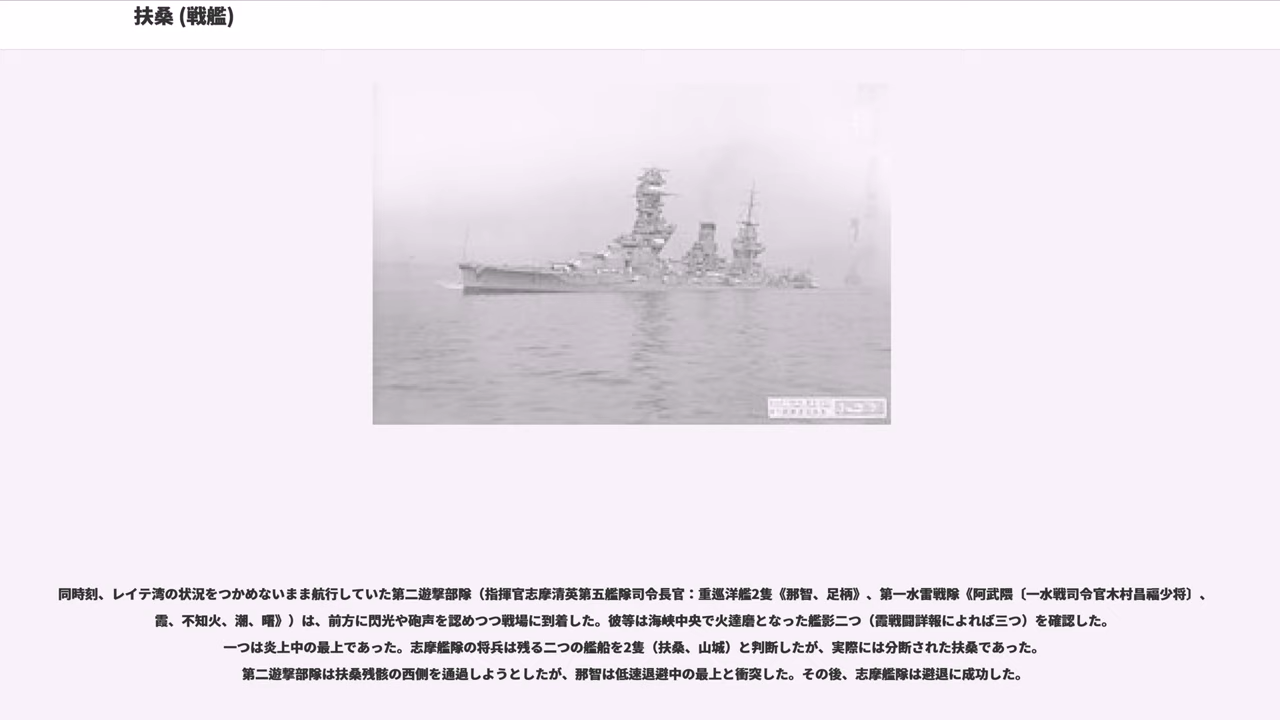 扶桑 (戦艦)
同時刻、レイテ湾の状況をつかめないまま航行していた第二遊撃部隊（指揮官志摩清英第五艦隊司令長官：重巡洋艦2隻《那智、足柄》、第一水雷戦隊《阿武隈〔一水戦司令官木村昌福少将〕、
霞、不知火、潮、曙》）は、前方に閃光や砲声を認めつつ戦場に到着した。彼等は海峡中央で火達磨となった艦影二つ（霞戦闘詳報によれば三つ）を確認した。
一つは炎上中の最上であった。志摩艦隊の将兵は残る二つの艦船を2隻（扶桑、山城）と判断したが、実際には分断された扶桑であった。
第二遊撃部隊は扶桑残骸の西側を通過しようとしたが、那智は低速退避中の最上と衝突した。その後、志摩艦隊は避退に成功した。